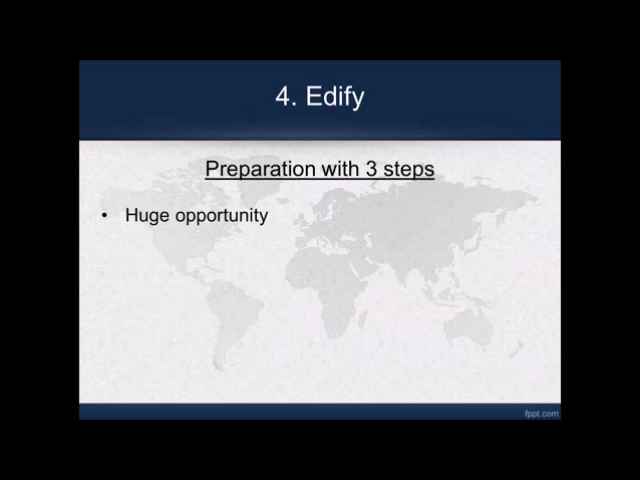 4. Edify
Preparation with 3 steps
• Huge opportunity
fppt.com